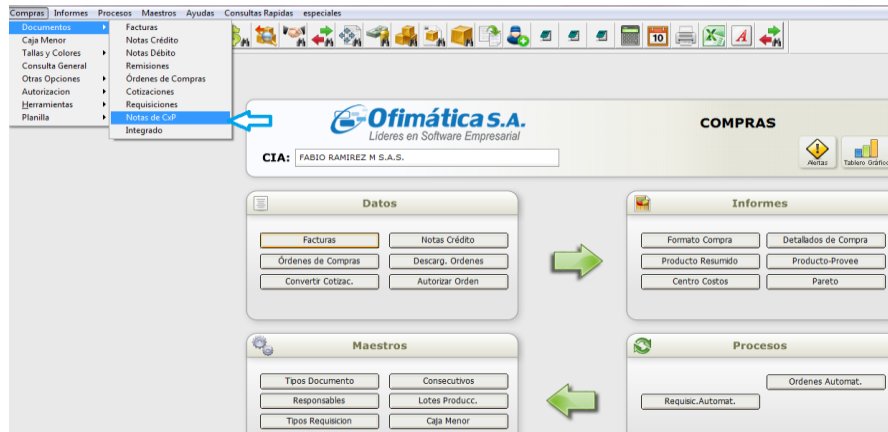 Compras Informes Procesos Maestros Ayudas Consultas Rapidas especiales
Documentos
Caja Menor
Tallas y Colores
Consulta General
Otras Opciones
Autorizacion
Herramientas
Planilla
Facturas
Notas Crédito
Notas Débito
Remisiones
Órdenes de Compras
Cotizaciones
Requisiciones
Notas de CxP
Integrado
10
A
Ofimática S.A.
Líderes en Software Empresarial
COMPRAS
CIA: FABIO RAMIREZ M S.A.S.
Alertas
Tablero Gráfico
Datos
Facturas
Notas Crédito
Órdenes de Compras
Descarg. Ordenes
Convertir Cotizac.
Autorizar Orden
Informes
Formato Compra
Detallados de Compra
Producto Resumido
Producto-Provee
Centro Costos
Pareto
Maestros
Tipos Documento
Consecutivos
Responsables
Lotes Producc.
Tipos Requisicion
Caja Menor
Procesos
Ordenes Automat.
Requisic.Automat.